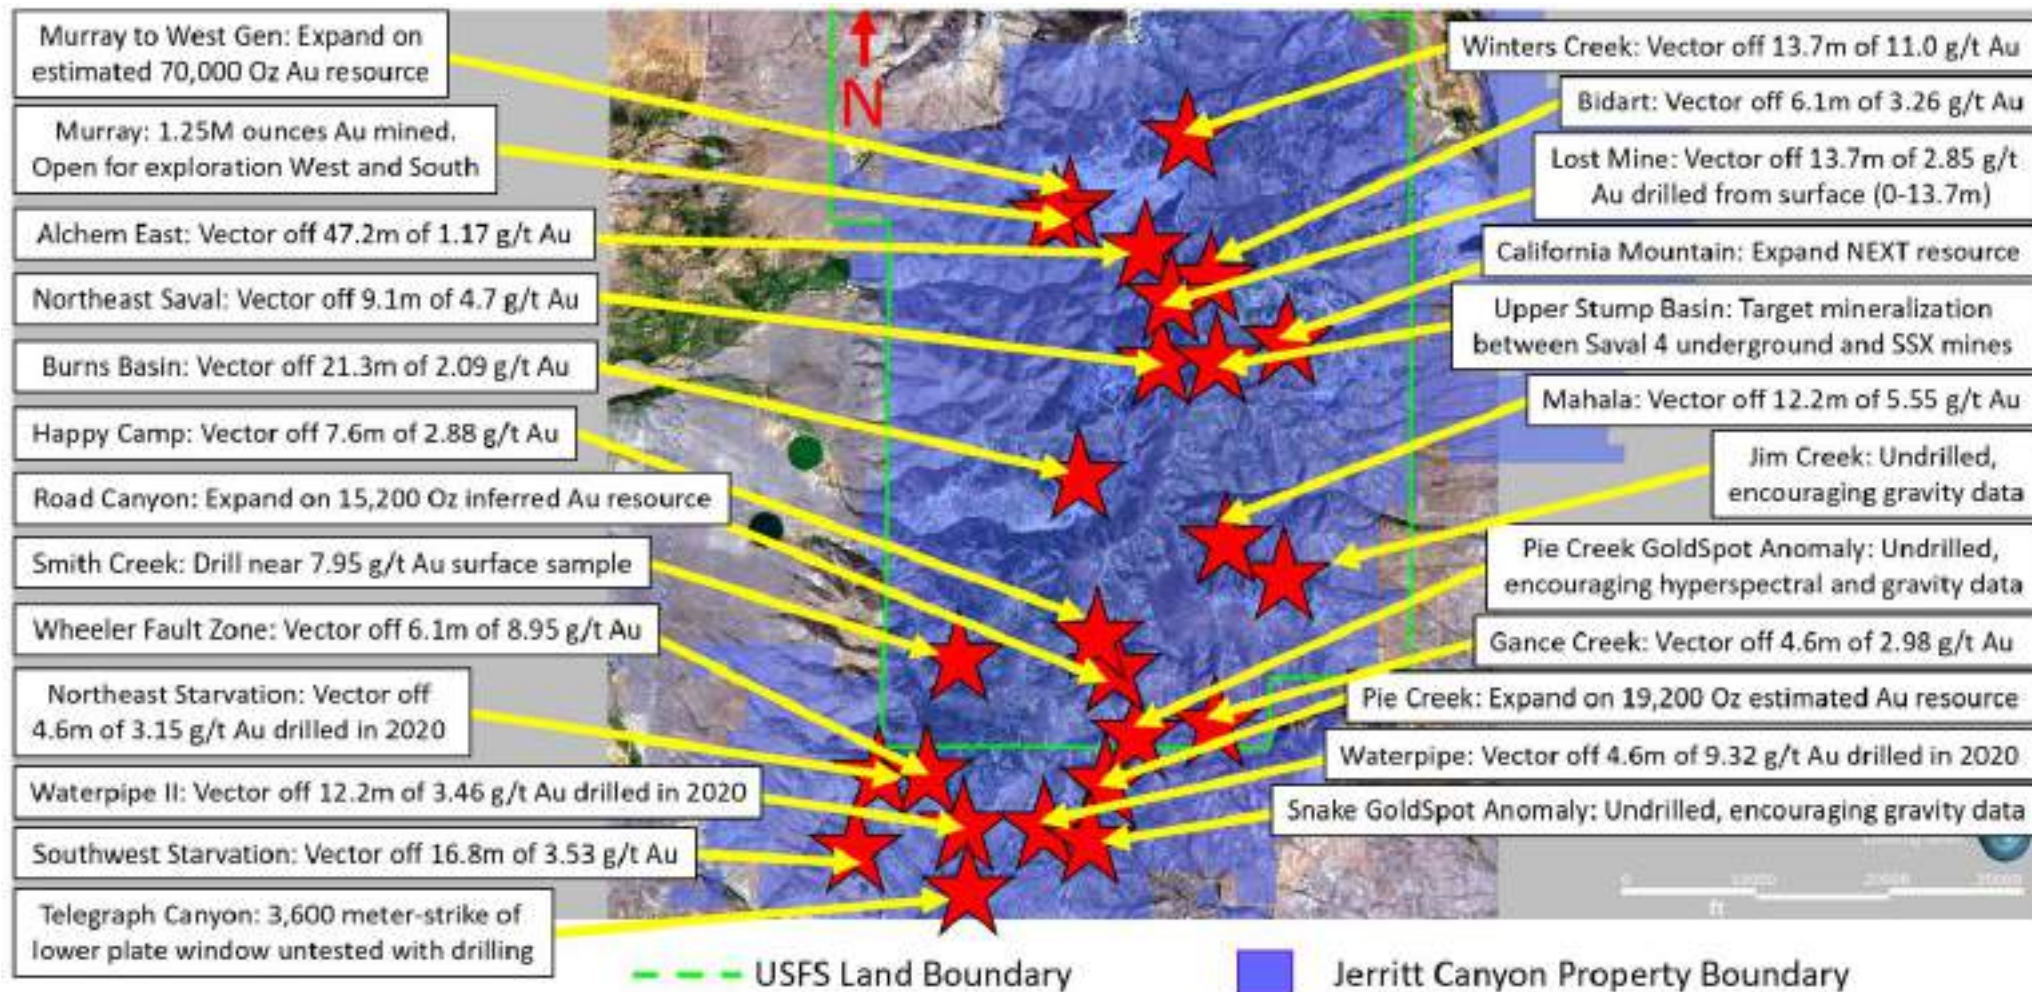 Murray to West Gen: Expand on
estimated 70,000 Oz Au resource
Murray: 1.25M ounces Au mined.
Open for exploration West and South
Alchem East: Vector off 47.2m of 1.17 g/t Au
Northeast Saval: Vector off 9.1m of 4.7 g/t Au
Burns Basin: Vector off 21.3m of 2.09 g/t Au
Happy Camp: Vector off 7.6m of 2.88 g/t Au
Road Canyon: Expand on 15,200 Oz inferred Au resource
Smith Creek: Drill near 7.95 g/t Au surface sample
Wheeler Fault Zone: Vector off 6.1m of 8.95 g/t Au
Northeast Starvation: Vector off
4.6m of 3.15 g/t Au drilled in 2020
Waterpipe II: Vector off 12.2m of 3.46 g/t Au drilled in 2020
Southwest Starvation: Vector off 16.8m of 3.53 g/t Au
Telegraph Canyon: 3,600 meter-strike of
lower plate window untested with drilling
N
Winters Creek: Vector off 13.7m of 11.0 g/t Au
Bidart: Vector off 6.1m of 3.26 g/t Au
Lost Mine: Vector off 13.7m of 2.85 g/t
Au drilled from surface (0-13.7m)
California Mountain: Expand NEXT resource
Upper Stump Basin: Target mineralization
between Saval 4 underground and SSX mines
Mahala: Vector off 12.2m of 5.55 g/t Au
Jim Creek: Undrilled,
encouraging gravity data
Pie Creek GoldSpot Anomaly: Undrilled,
encouraging hyperspectral and gravity data
Gance Creek: Vector off 4.6m of 2.98 g/t Au
Pie Creek: Expand on 19,200 Oz estimated Au resource
Waterpipe: Vector off 4.6m of 9.32 g/t Au drilled in 2020
Snake GoldSpot Anomaly: Undrilled, encouraging gravity data
0
ft
USFS Land Boundary
Jerritt Canyon Property Boundary